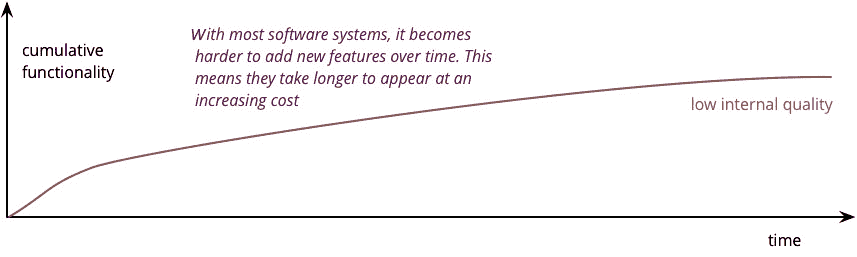 cumulative
functionality
With most software systems, it becomes
harder to add new features over time. This
means they take longer to appear at an
increasing cost
low internal quality
time